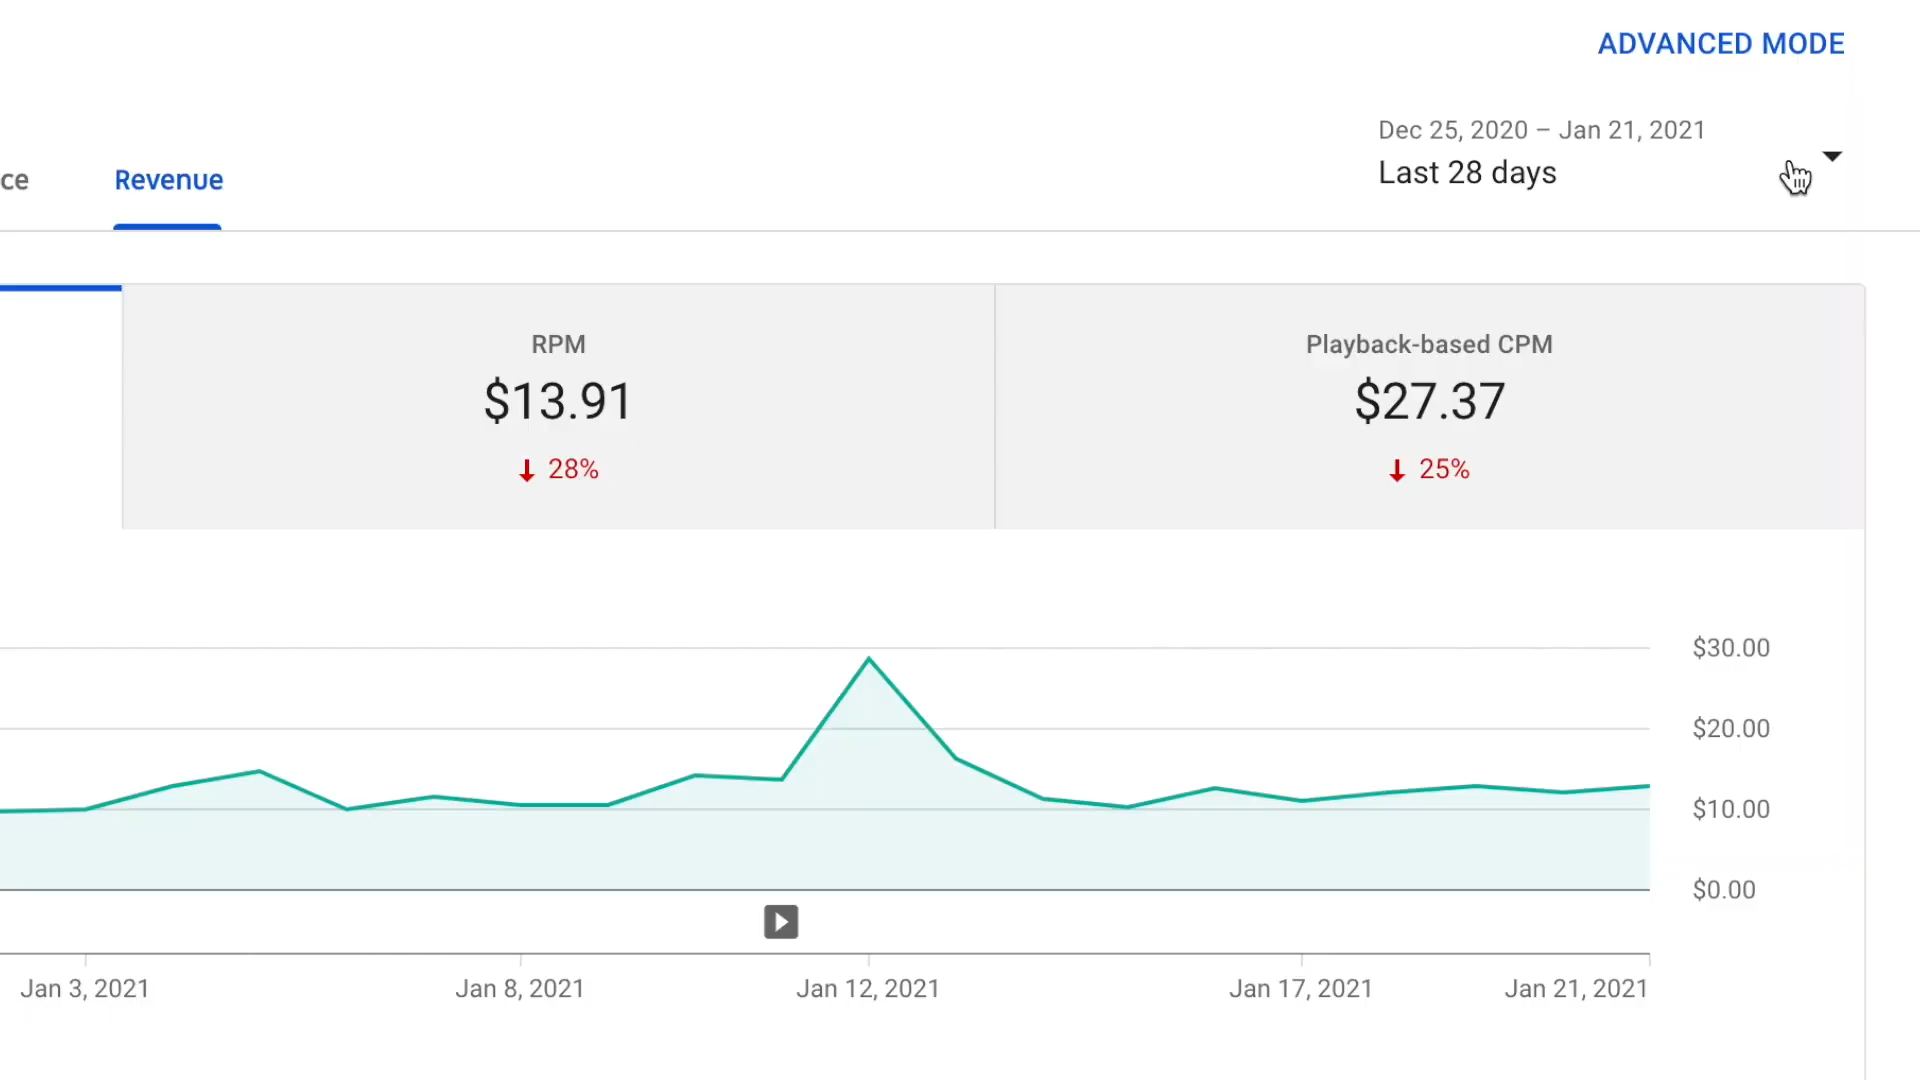 ADVANCED MODE
Dec 25, 2020 – Jan 21, 2021
Last 28 days
ce
Revenue
RPM
$13.91
28%
Playback-based CPM
$27.37
25%
$30.00
$20.00
$10.00
$0.00
Jan 3, 2021
Jan 8, 2021
Jan 12, 2021
Jan 17, 2021
Jan 21, 2021